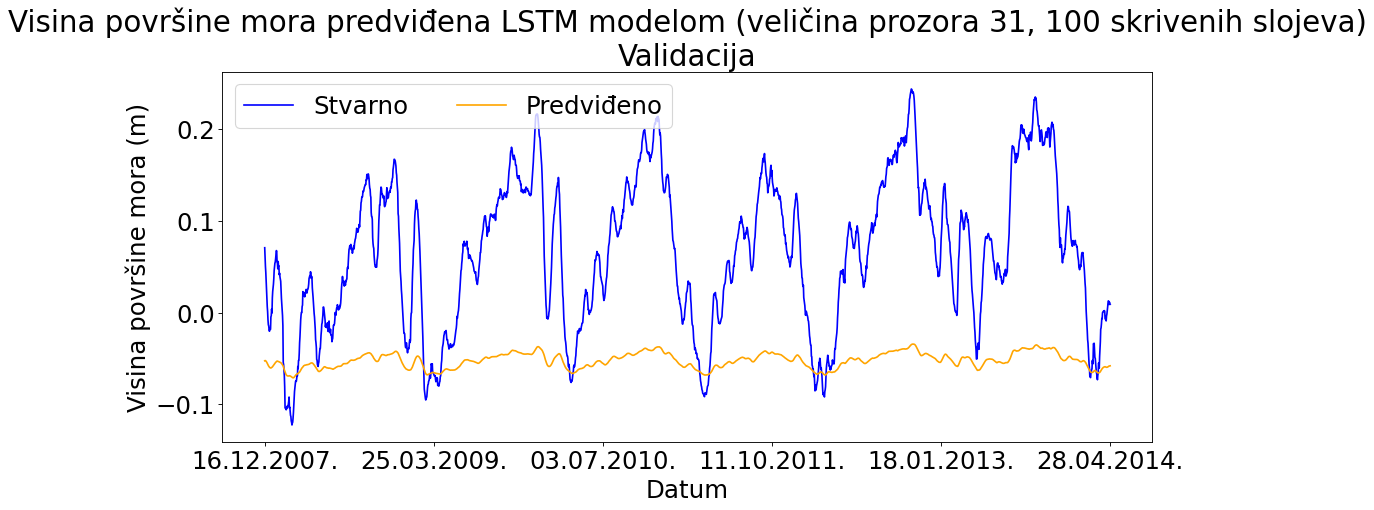 Visina površine mora predviđena LSTM modelom (veličina prozora 31, 100 skrivenih slojeva)
Validacija
Stvarno Predviđeno
Visina površine mora (m)
0.2
0.1
0.0
−0.1
16.12.2007. 25.03.2009. 03.07.2010. 11.10.2011. 18.01.2013. 28.04.2014.
Datum